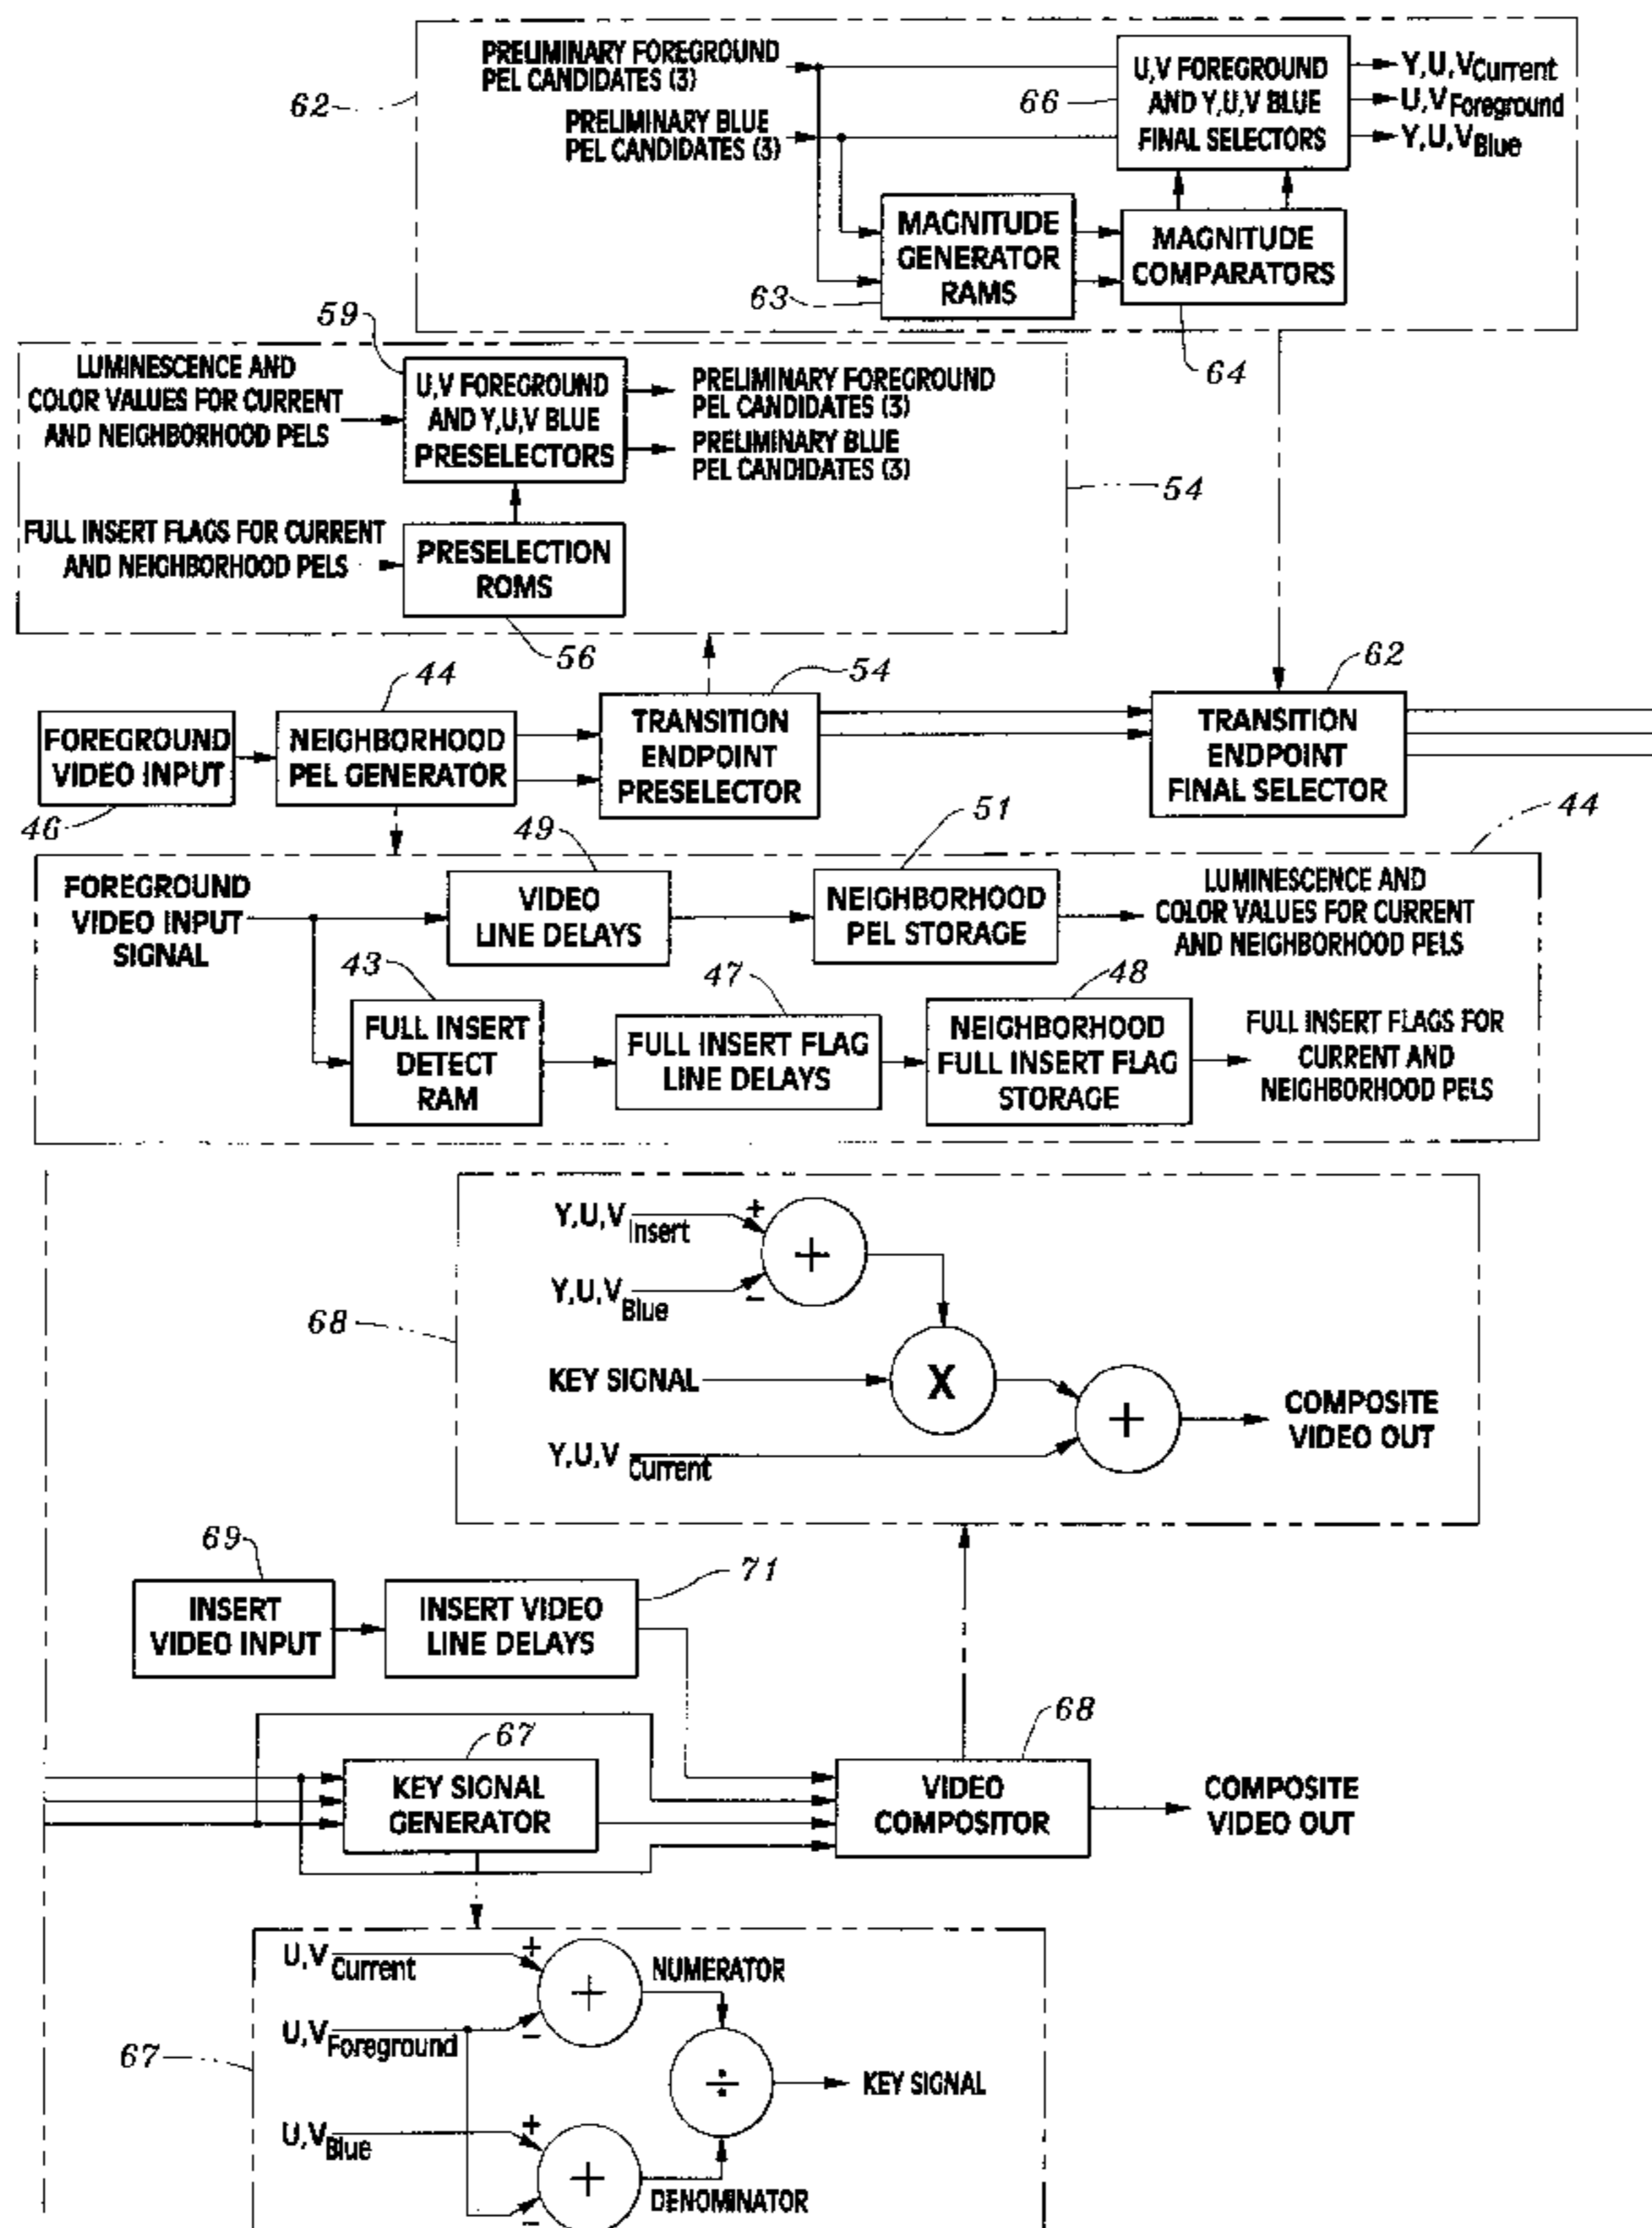 PRELIMINARY FOREGROUND
PEL CANDIDATES (3)
PRELIMINARY BLUE
PEL CANDIDATES (3)
62
66
U,V FOREGROUND
AND Y,U,V BLUE
FINAL SELECTORS
Y,U,VCurrent
U,VForeground
Y,U,VBlue
MAGNITUDE
GENERATOR
RAMS
63
MAGNITUDE
COMPARATORS
64
59
LUMINESCENCE AND
COLOR VALUES FOR CURRENT
AND NEIGHBORHOOD PELS
U,V FOREGROUND
AND Y,U,V BLUE
PRESELECTORS
PRELIMINARY FOREGROUND
PEL CANDIDATES (3)
PRELIMINARY BLUE
PEL CANDIDATES (3)
54
FULL INSERT FLAGS FOR CURRENT
AND NEIGHBORHOOD PELS
PRESELECTION
ROMS
56
44
54
62
FOREGROUND
VIDEO INPUT
NEIGHBORHOOD
PEL GENERATOR
TRANSITION
ENDPOINT
PRESELECTOR
TRANSITION
ENDPOINT
FINAL SELECTOR
46
49
51
44
FOREGROUND
VIDEO INPUT
SIGNAL
VIDEO
LINE DELAYS
NEIGHBORHOOD
PEL STORAGE
LUMINESCENCE AND
COLOR VALUES FOR CURRENT
AND NEIGHBORHOOD PELS
43
47
48
FULL INSERT
DETECT
RAM
FULL INSERT FLAG
LINE DELAYS
NEIGHBORHOOD
FULL INSERT FLAG
STORAGE
FULL INSERT FLAGS FOR
CURRENT AND
NEIGHBORHOOD PELS
Y,U,V Insert
+
+
Y,U,V Blue
−
68
KEY SIGNAL
X
+
COMPOSITE
VIDEO OUT
Y,U,V Current
69
71
INSERT
VIDEO INPUT
INSERT VIDEO
LINE DELAYS
67
68
KEY SIGNAL
GENERATOR
VIDEO
COMPOSITOR
COMPOSITE
VIDEO OUT
U,V Current
+
+
NUMERATOR
U,V Foreground
−
67
÷
KEY SIGNAL
U,VBlue
+
+
DENOMINATOR
−